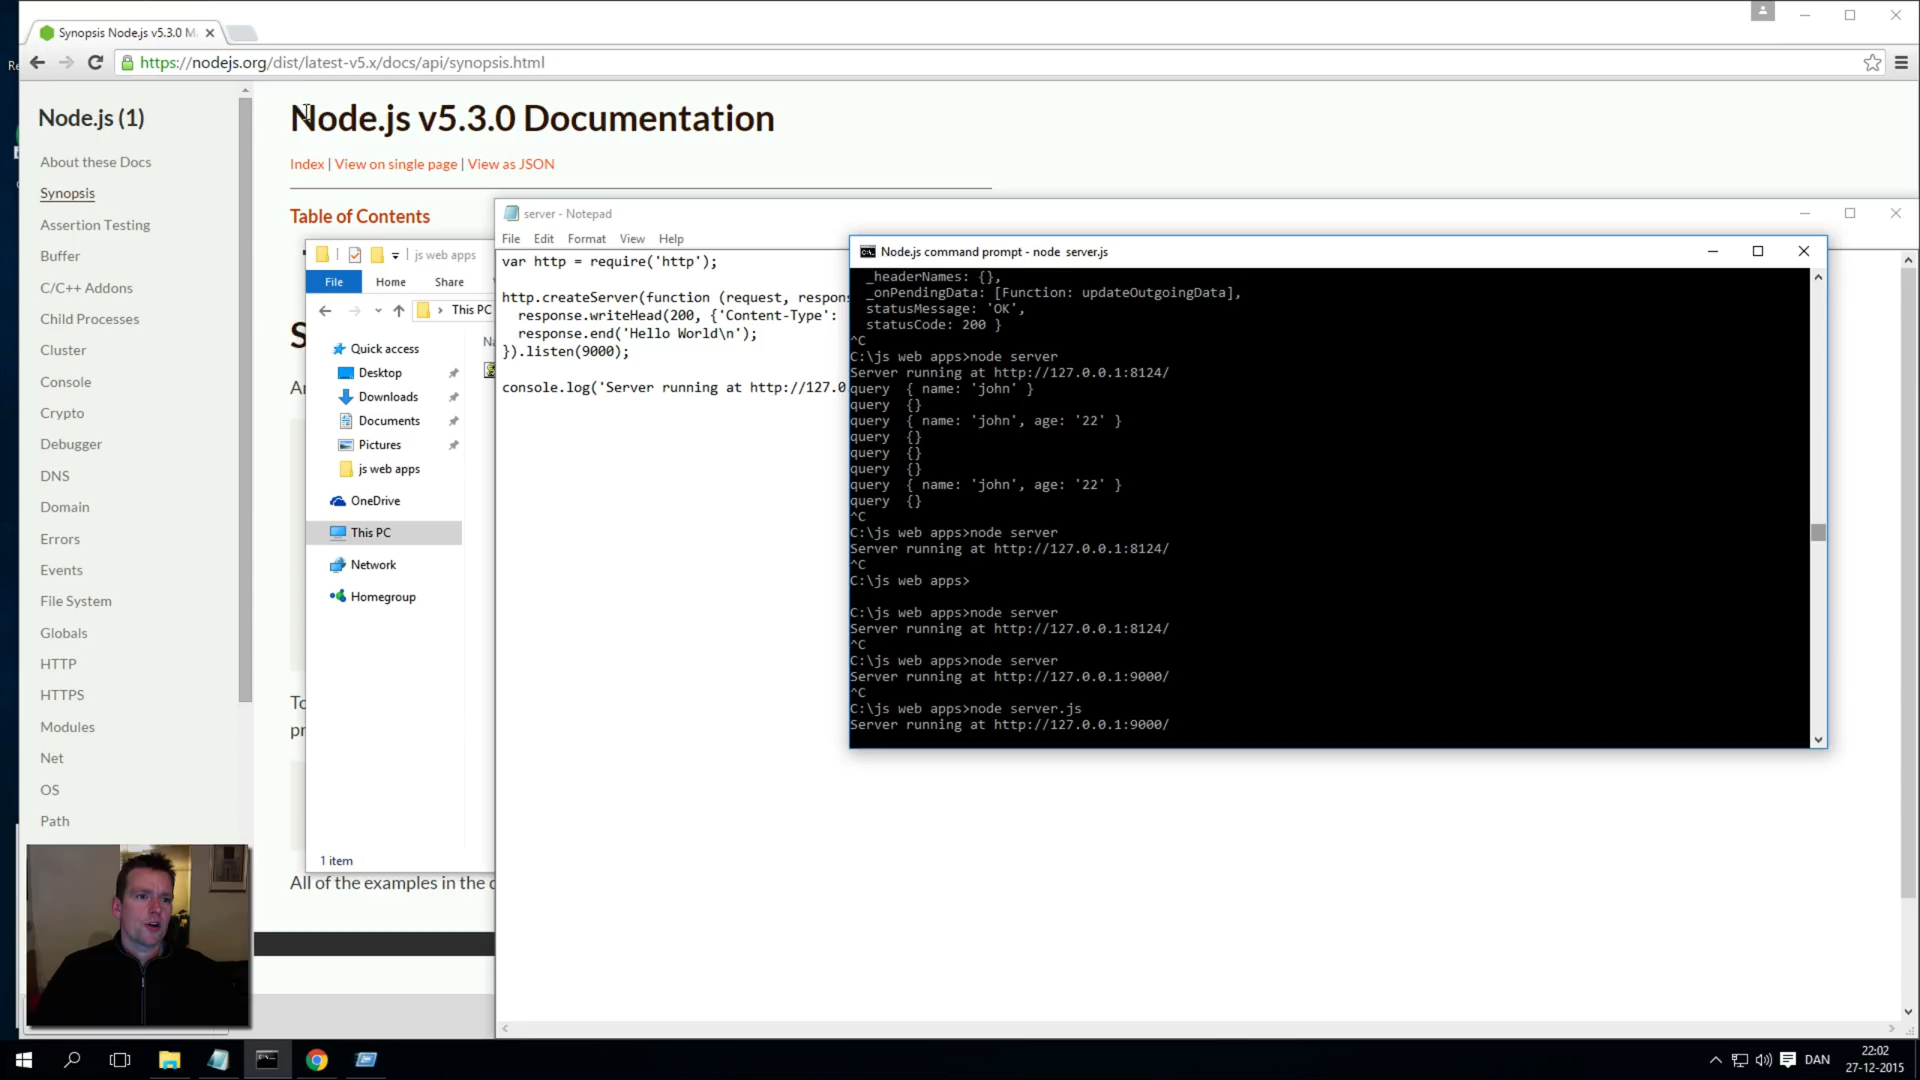 Synopsis Node.js v5.3.0 M
https://nodejs.org/dist/latest-v5.x/docs/api/synopsis.html
Node.js (1)
About these Docs
Synopsis
Assertion Testing
Buffer
C/C++ Addons
Child Processes
Cluster
Console
Crypto
Debugger
DNS
Domain
Errors
Events
File System
Globals
HTTP
HTTPS
Modules
Net
OS
Path
Node.js v5.3.0 Documentation
Index | View on single page | View as JSON
Table of Contents
S
To
pr
All of the examples in the
js web apps
File Home Share
This PC
Quick access
Desktop
Downloads
Documents
Pictures
js web apps
OneDrive
This PC
Network
Homegroup
1 item
server - Notepad
File Edit Format View Help
var http = require('http');
http.createServer(function (request, respons
response.writeHead(200, {'Content-Type':
response.end('Hello World\n');
}).listen(9000);
console.log('Server running at http://127.0
Node.js command prompt - node server.js
_headerNames: {},
_onPendingData: [Function: updateOutgoingData],
statusMessage: 'OK',
statusCode: 200 }
^C
C:\js web apps>node server
Server running at http://127.0.0.1:8124/
query { name: 'john' }
query {}
query { name: 'john', age: '22' }
query {}
query {}
query {}
query { name: 'john', age: '22' }
query {}
^C
C:\js web apps>node server
Server running at http://127.0.0.1:8124/
^C
C:\js web apps>
C:\js web apps>node server
Server running at http://127.0.0.1:8124/
^C
C:\js web apps>node server
Server running at http://127.0.0.1:9000/
^C
C:\js web apps>node server.js
Server running at http://127.0.0.1:9000/
DAN
22:02
27-12-2015